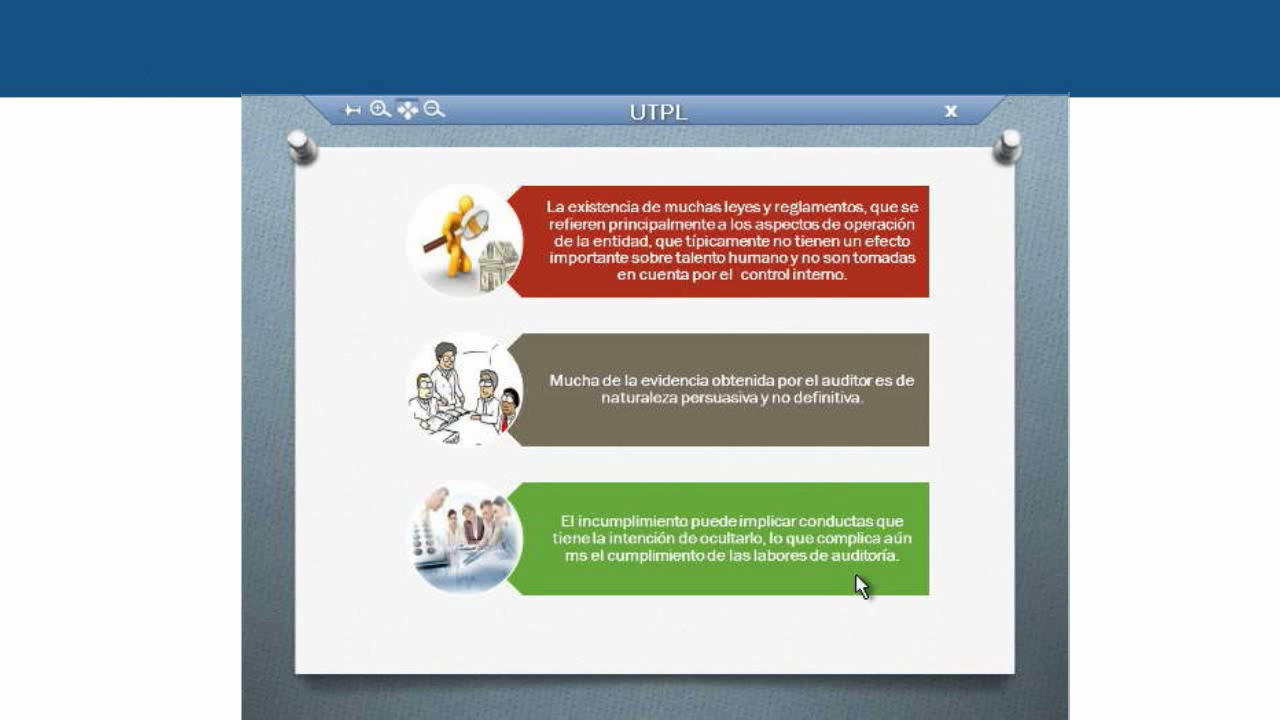 UTPL
x
La existencia de muchas leyes y reglamentos, que se
refieren principalmente a los aspectos de operación
de la entidad, que típicamente no tienen un efecto
importante sobre talento humano y no son tomadas
en cuenta por el control interno.
Mucha de la evidencia obtenida por el auditor es de
naturaleza persuasiva y no definitiva.
El incumplimiento puede implicar conductas que
tiene la intención de ocultarlo, lo que complica aún
ms el cumplimiento de las labores de auditoría.